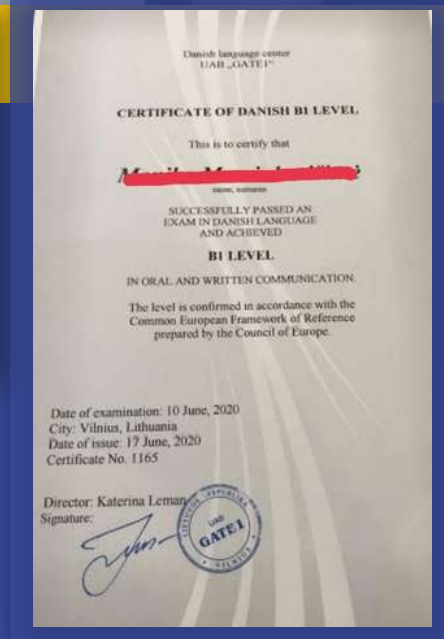 Danish language center
UAB „GATE1"
CERTIFICATE OF DANISH B1 LEVEL
This is to certify that
name, surname
SUCCESSFULLY PASSED AN
EXAM IN DANISH LANGUAGE
AND ACHIEVED
B1 LEVEL
IN ORAL AND WRITTEN COMMUNICATION.
The level is confirmed in accordance with the
Common European Framework of Reference
prepared by the Council of Europe.
Date of examination: 10 June, 2020
City: Vilnius, Lithuania
Date of issue: 17 June, 2020
Certificate No. 1165
Director: Katerina Leman
Signature:
LIETUVOS RESPUBLIKA
UAB
GATE1
VILNIUS